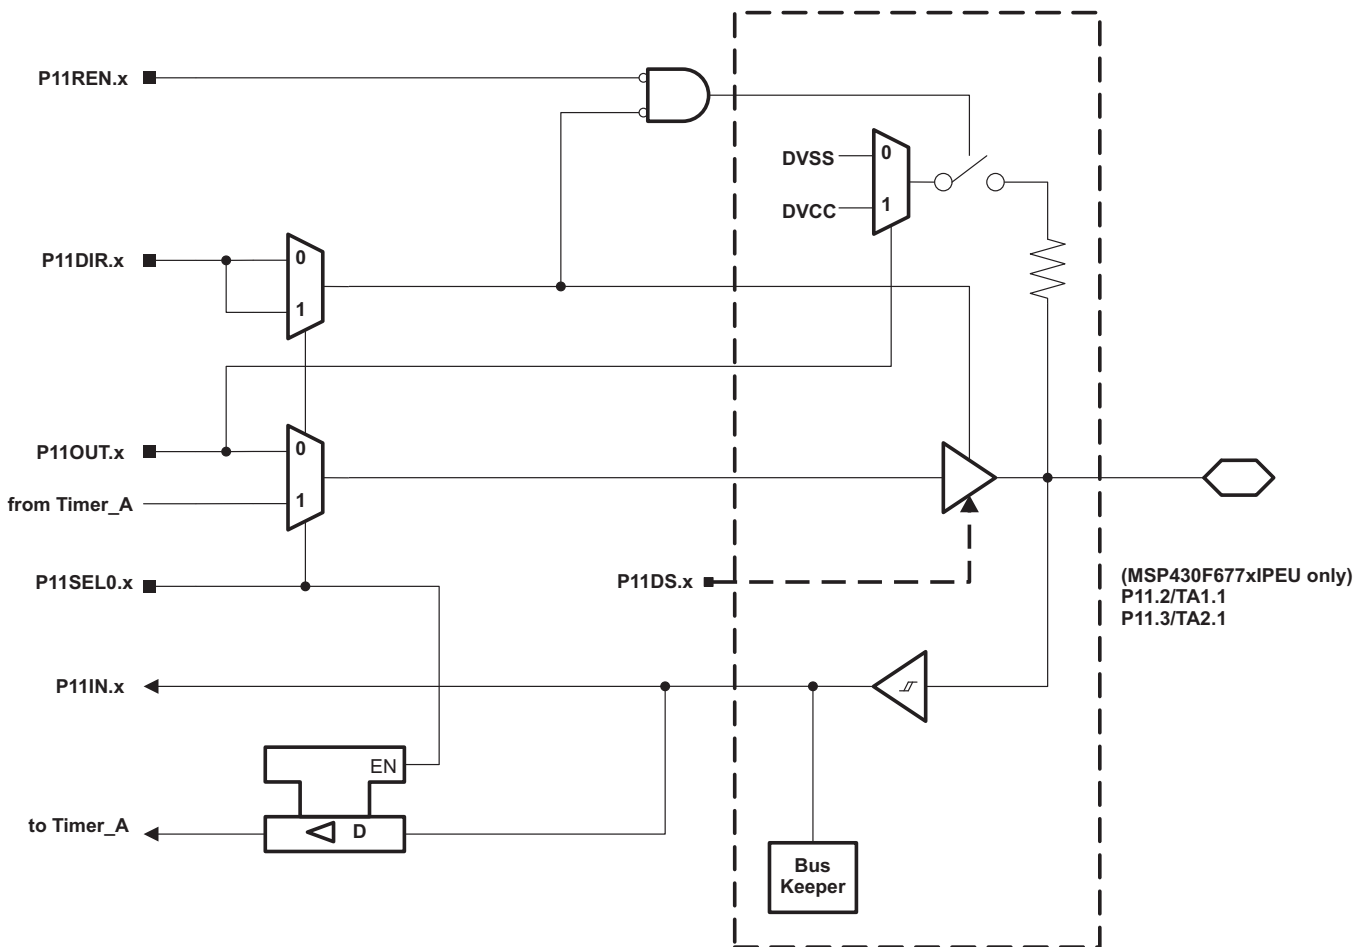 P11REN.x
DVSS
0
DVCC
1
P11DIR.x
0
1
P11OUT.x
0
from Timer_A
1
P11SEL0.x
P11DS.x
(MSP430F677xIPEU only)
P11.2/TA1.1
P11.3/TA2.1
P11IN.x
EN
to Timer_A
D
Bus
Keeper